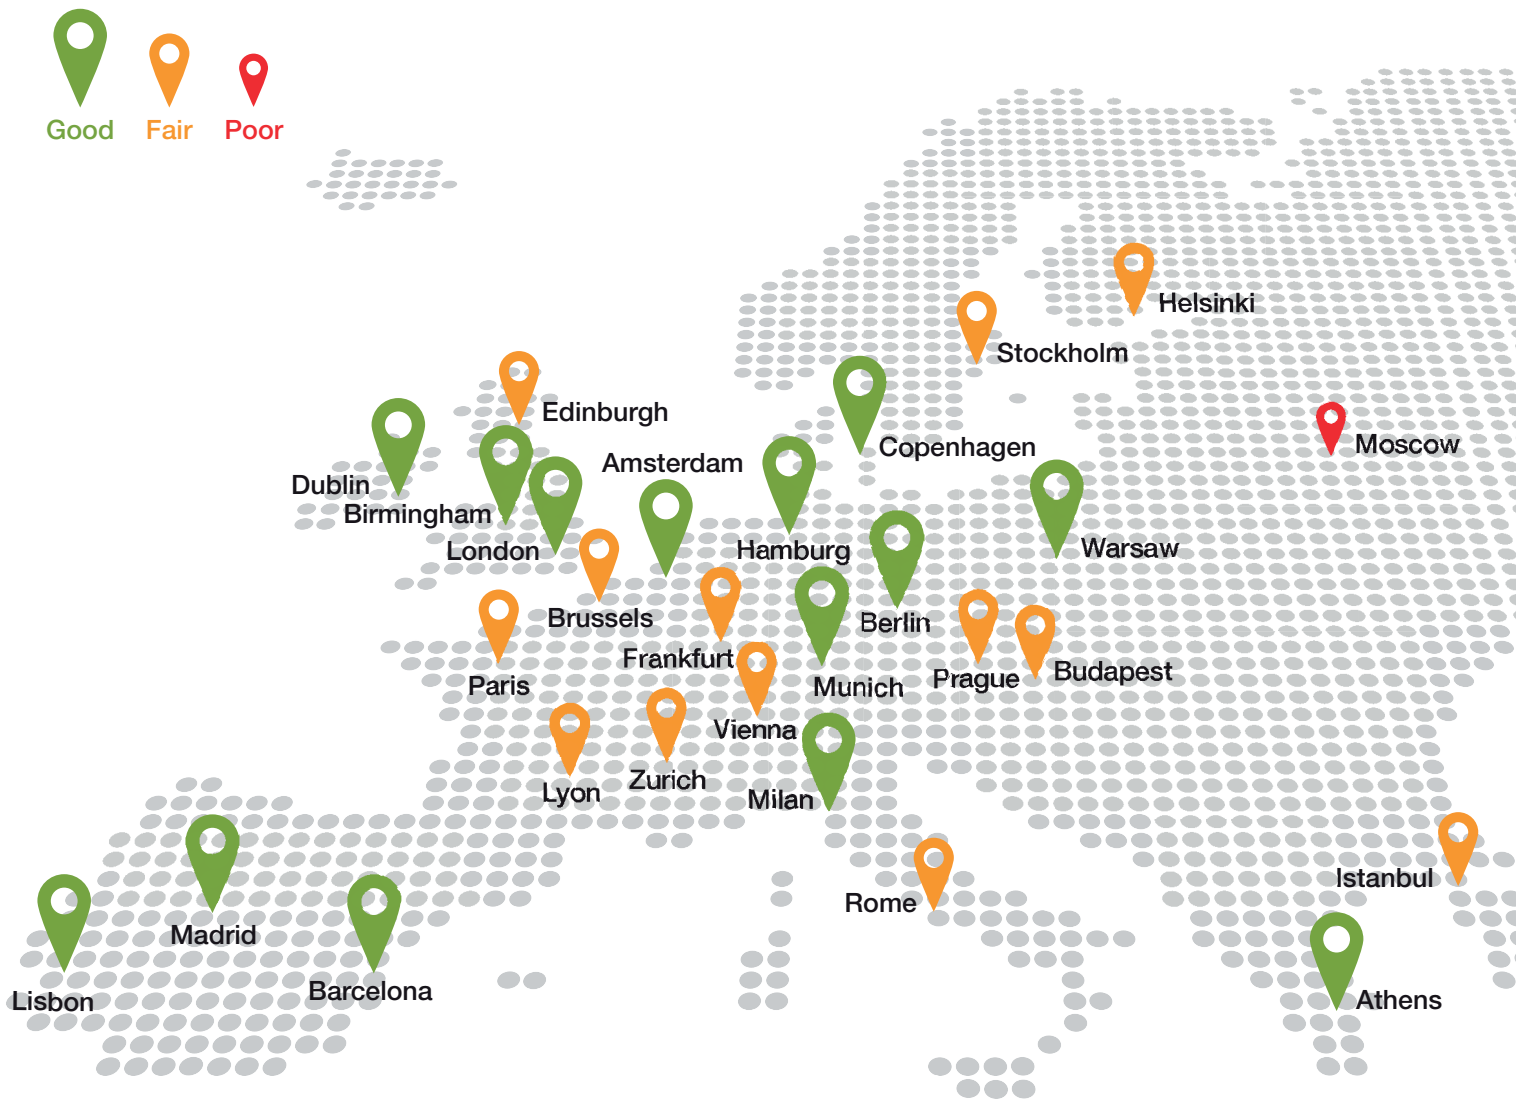 Good Fair Poor
Helsinki
Stockholm
Edinburgh
Copenhagen
Moscow
Amsterdam
Dublin
Birmingham
London
Hamburg
Warsaw
Brussels
Berlin
Frankfurt
Paris
Munich
Prague
Budapest
Vienna
Zurich
Lyon
Milan
Istanbul
Rome
Madrid
Barcelona
Lisbon
Athens